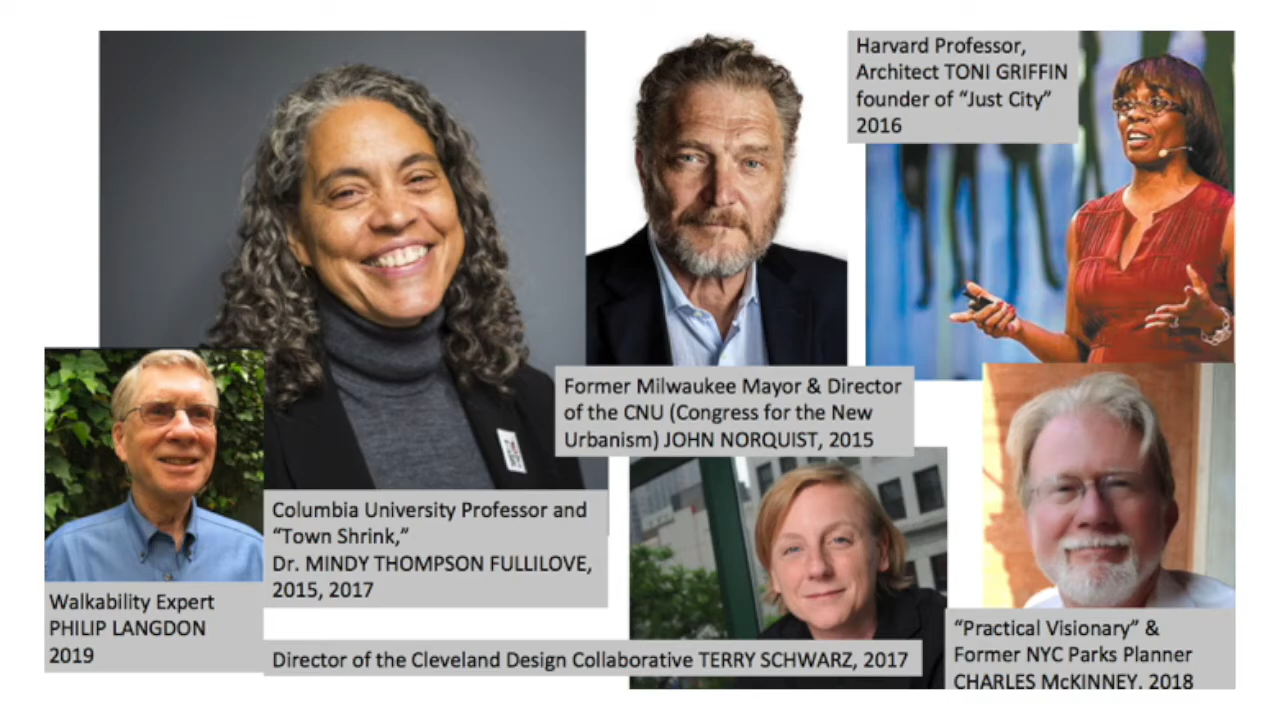 Harvard Professor,
Architect TONI GRIFFIN
founder of “Just City”
2016
Former Milwaukee Mayor & Director
of the CNU (Congress for the New
Urbanism) JOHN NORQUIST, 2015
Columbia University Professor and
“Town Shrink,”
Dr. MINDY THOMPSON FULLILOVE,
2015, 2017
Walkability Expert
PHILIP LANGDON
2019
Director of the Cleveland Design Collaborative TERRY SCHWARZ, 2017
“Practical Visionary” &
Former NYC Parks Planner
CHARLES McKINNEY, 2018